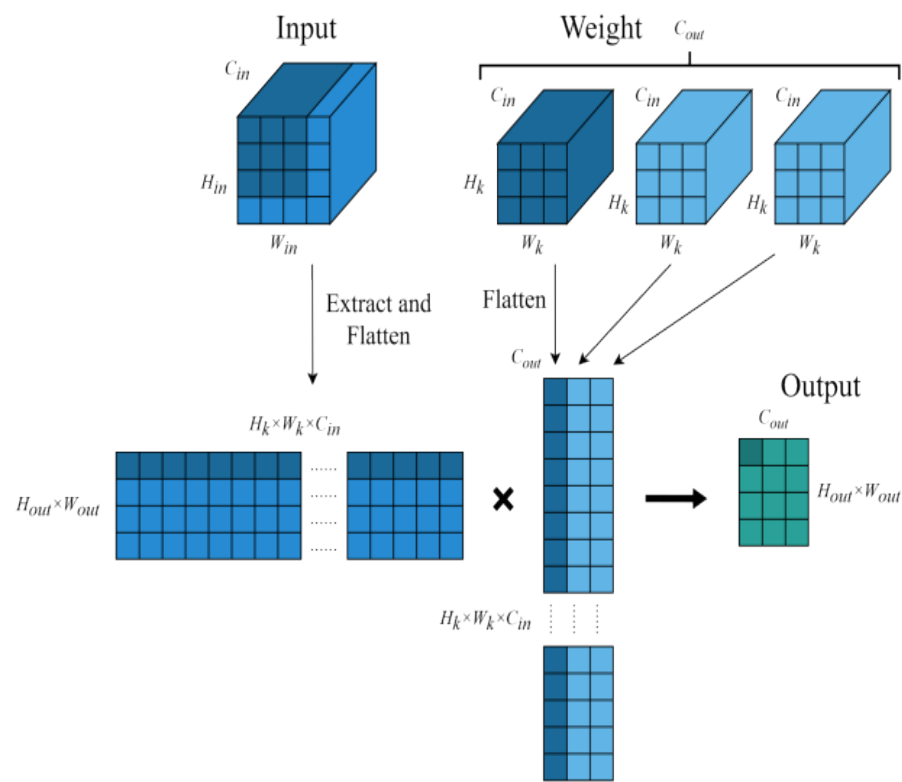 Input
Weight
C_out
C_in
C_in
C_in
C_in
H_in
H_k
H_k
H_k
W_in
W_k
W_k
W_k
Extract and
Flatten
Flatten
C_out
Output
H_k×W_k×C_in
C_out
H_out×W_out
......
......
......
......
×
H_out×W_out
H_k×W_k×C_in